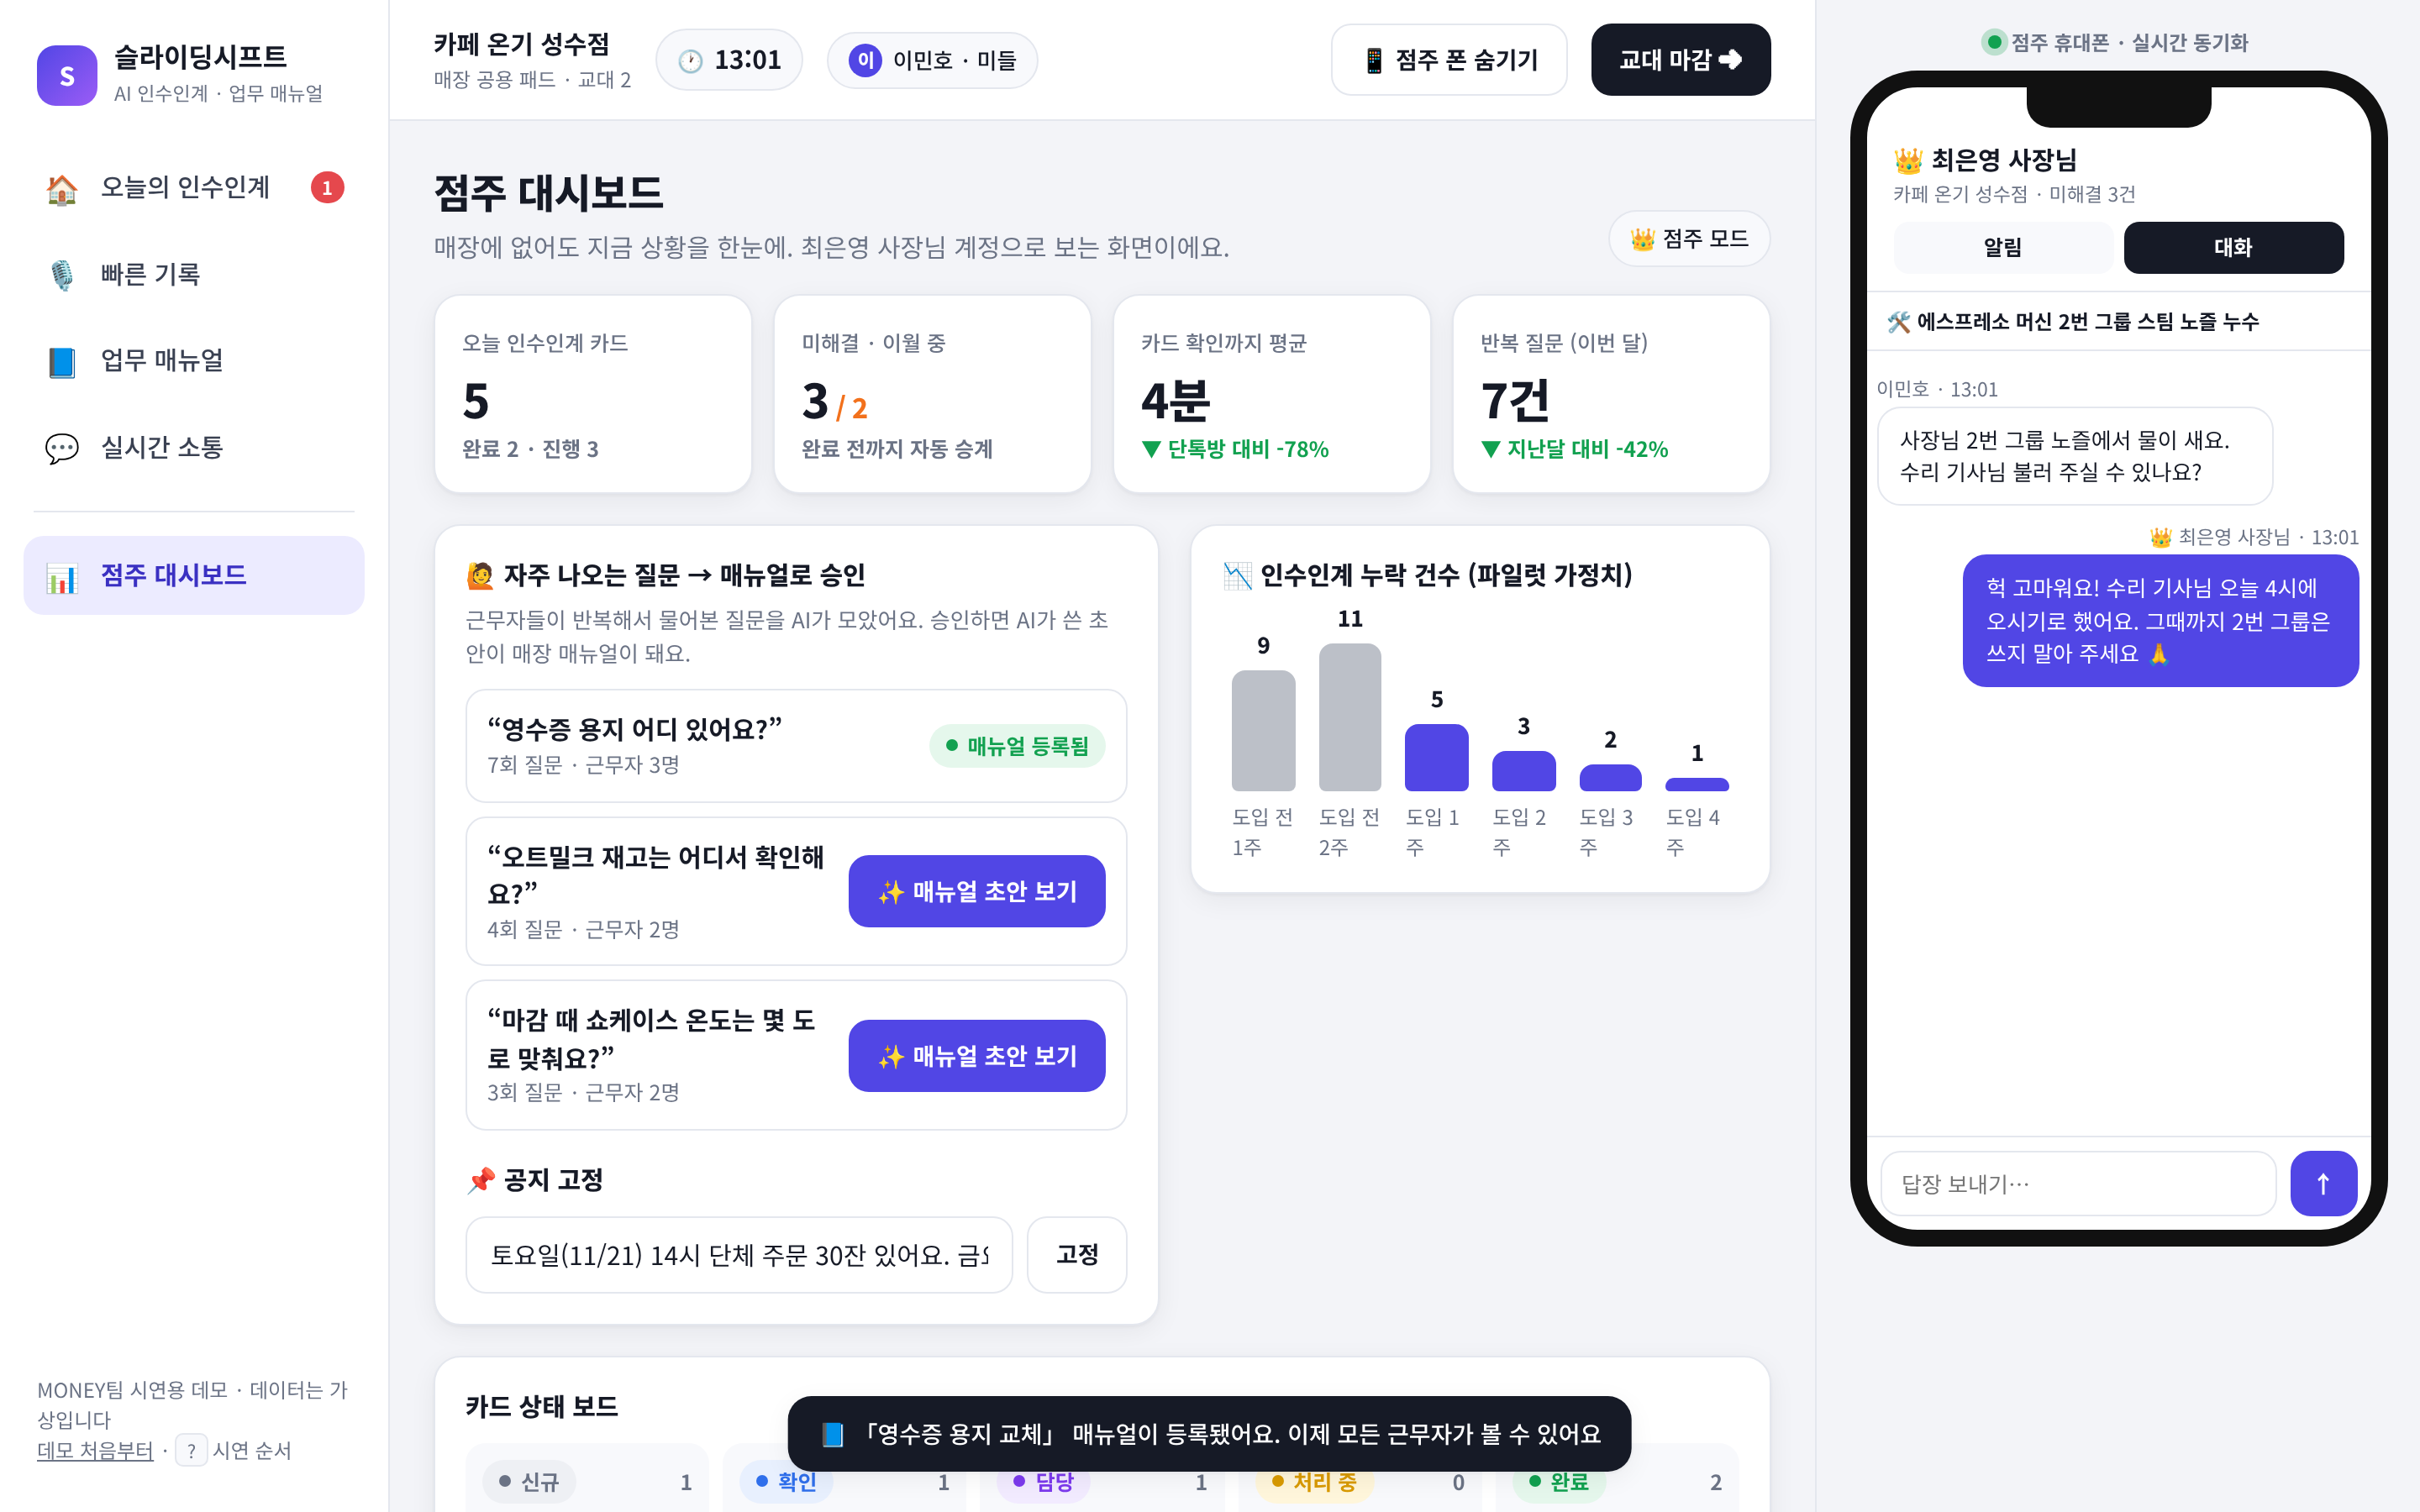 S
슬라이딩시프트
AI 인수인계 · 업무 매뉴얼
오늘의 인수인계
1
빠른 기록
업무 매뉴얼
실시간 소통
점주 대시보드
MONEY팀 시연용 데모 · 데이터는 가
상입니다
데모 처음부터 · ? 시연 순서
카페 온기 성수점
매장 공용 패드 · 교대 2
13:01
이 이민호 · 미들
점주 폰 숨기기
교대 마감
점주 대시보드
매장에 없어도 지금 상황을 한눈에. 최은영 사장님 계정으로 보는 화면이에요.
점주 모드
오늘 인수인계 카드
5
완료 2 · 진행 3
미해결 · 이월 중
3 / 2
완료 전까지 자동 승계
카드 확인까지 평균
4분
▼ 단톡방 대비 -78%
반복 질문 (이번 달)
7건
▼ 지난달 대비 -42%
자주 나오는 질문 → 매뉴얼로 승인
근무자들이 반복해서 물어본 질문을 AI가 모았어요. 승인하면 AI가 쓴 초
안이 매장 매뉴얼이 돼요.
“영수증 용지 어디 있어요?”
7회 질문 · 근무자 3명
매뉴얼 등록됨
“오트밀크 재고는 어디서 확인해
요?”
4회 질문 · 근무자 2명
매뉴얼 초안 보기
“마감 때 쇼케이스 온도는 몇 도
로 맞춰요?”
3회 질문 · 근무자 2명
매뉴얼 초안 보기
공지 고정
토요일(11/21) 14시 단체 주문 30잔 있어요.
고정
인수인계 누락 건수 (파일럿 가정치)
9
11
5
3
2
1
도입 전
1주
도입 전
2주
도입 1
주
도입 2
주
도입 3
주
도입 4
주
카드 상태 보드
신규 1
확인 1
담당 1
처리 중 0
완료 2
「영수증 용지 교체」 매뉴얼이 등록됐어요. 이제 모든 근무자가 볼 수 있어요
점주 휴대폰 · 실시간 동기화
최은영 사장님
카페 온기 성수점 · 미해결 3건
알림
대화
에스프레소 머신 2번 그룹 스팀 노즐 누수
이민호 · 13:01
사장님 2번 그룹 노즐에서 물이 새요.
수리 기사님 불러 주실 수 있나요?
최은영 사장님 · 13:01
헉 고마워요! 수리 기사님 오늘 4시에
오시기로 했어요. 그때까지 2번 그룹은
쓰지 말아 주세요 🙏
답장 보내기…
↑